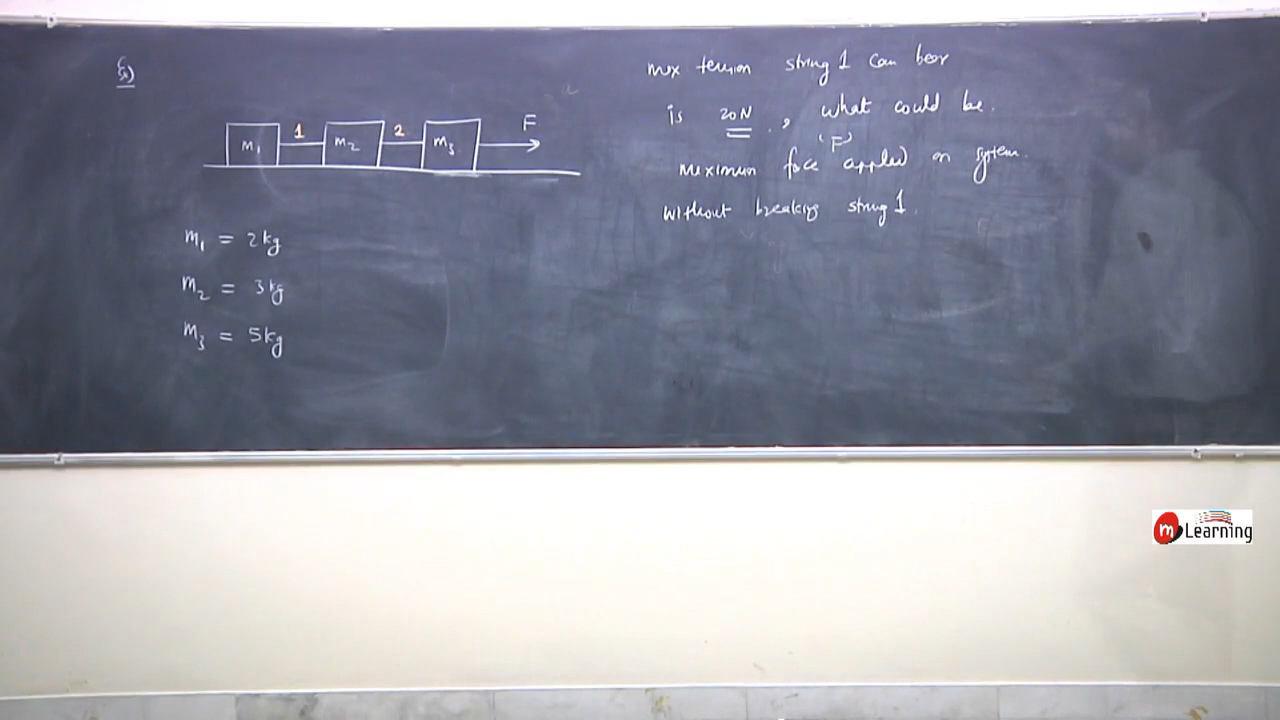 Ex)
max tension string 1 can bear
is 20N, what could be.
'F'
maximum force applied on system.
without breaking string 1.
m₁ 1 m₂ 2 m₃ F
m₁ = 2kg
m₂ = 3kg
m₃ = 5kg
m Learning